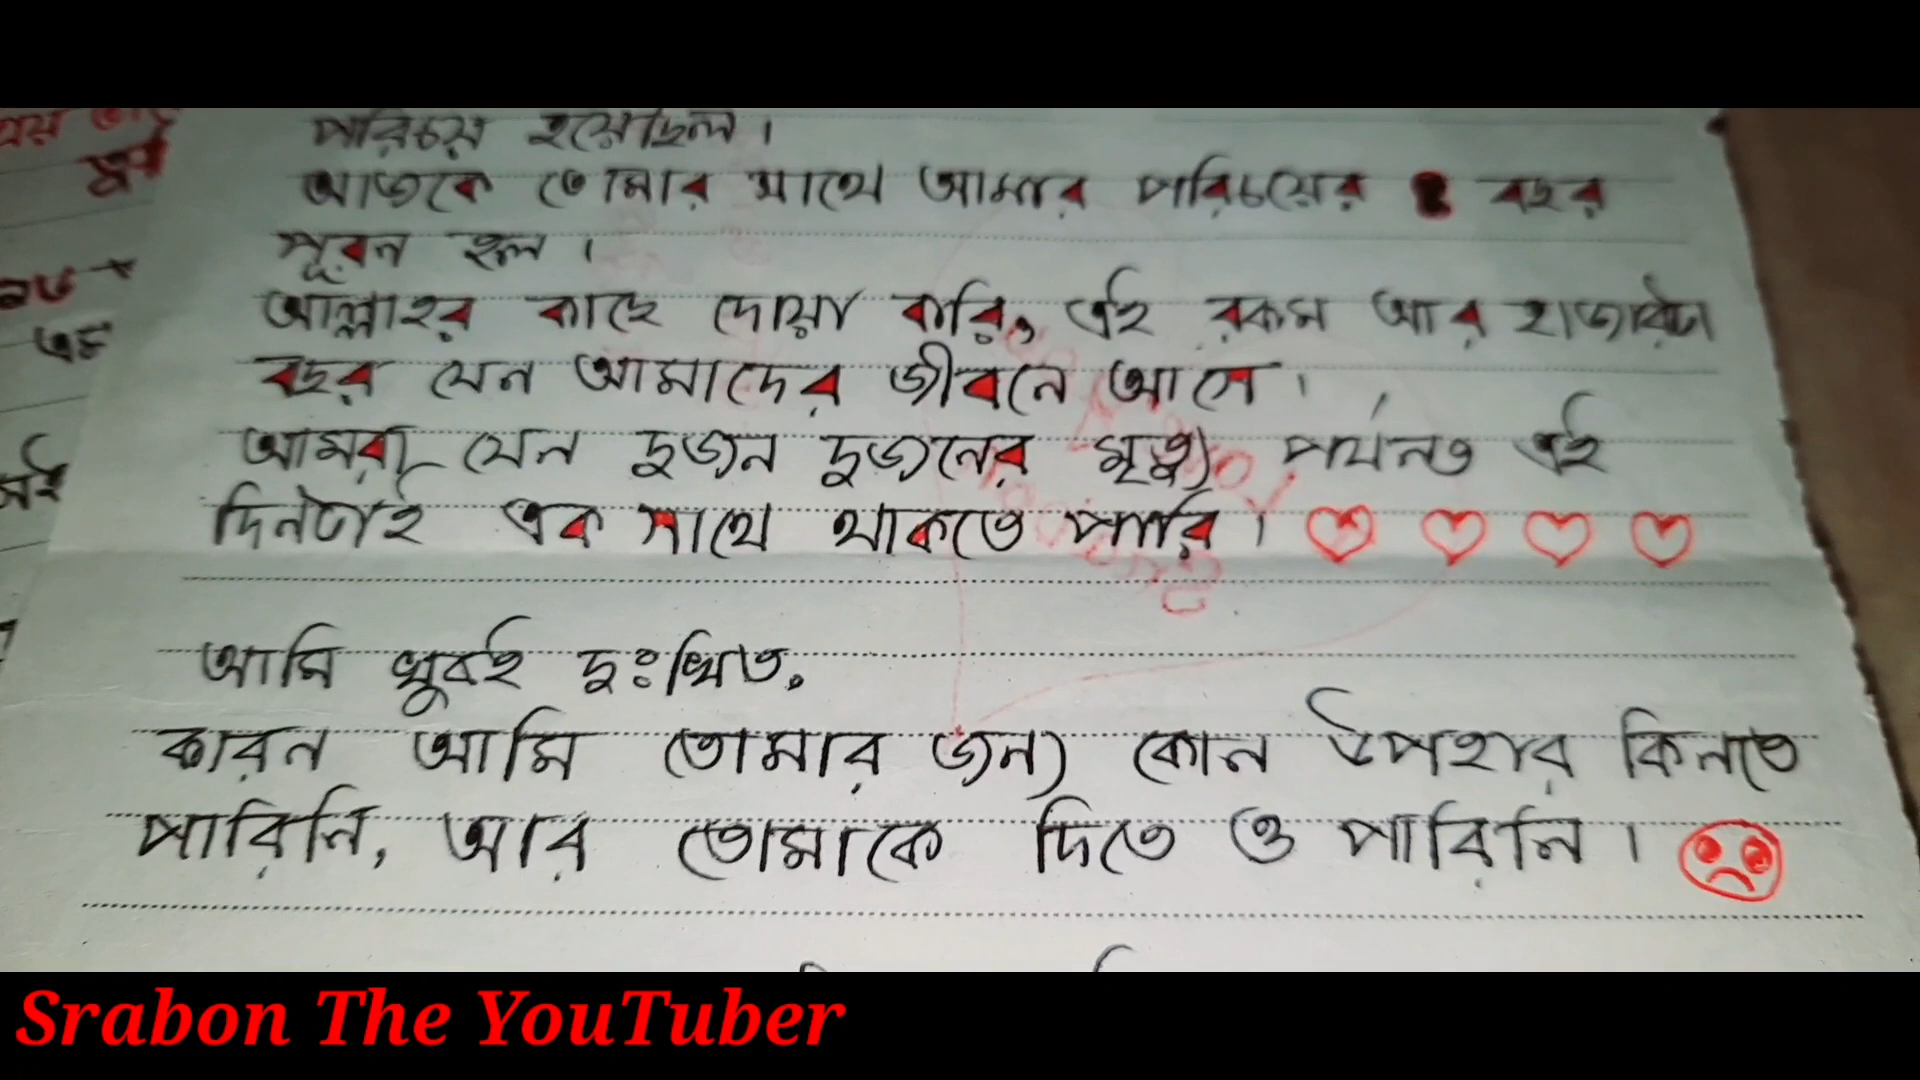 পরিচয় হয়েছিল।
আজকে তোমার সাথে আমার পরিচয়ের বছর
পূরন হল।
আল্লাহর কাছে দোয়া করি, এই রকম আর হাজারটা
বছর যেন আমাদের জীবনে আসে।
আমরা যেন দুজন দুজনের মৃত্যু পর্যন্ত এই
দিনটাই এক সাথে থাকতে পারি।
আমি খুবই দুঃখিত,
কারন আমি তোমার জন্য কোন উপহার কিনতে
পারিনি, আর তোমাকে দিতে ও পারিনি।
Srabon The YouTuber